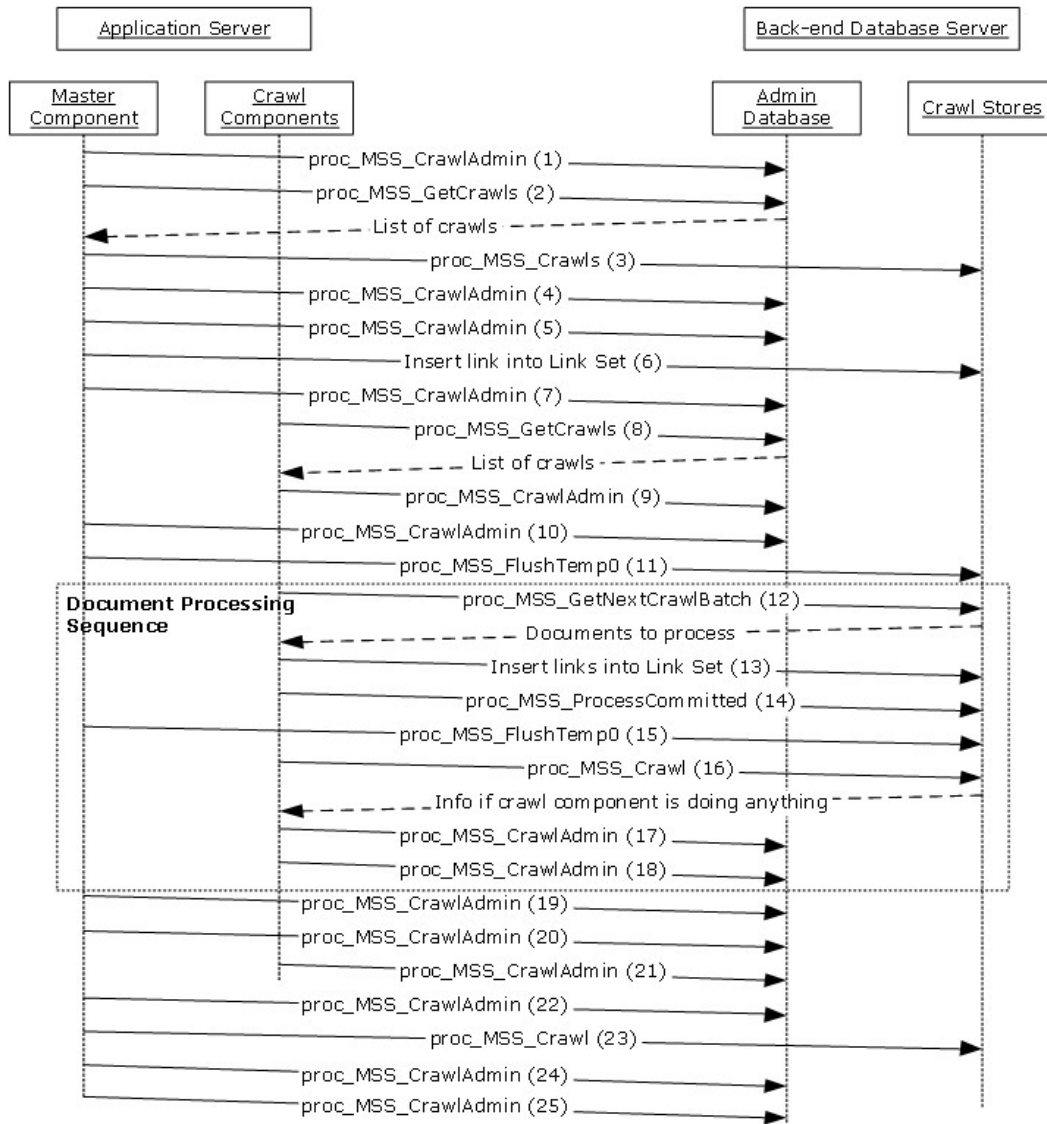 Application Server
Back-end Database Server
Master
Component
Crawl
Components
Admin
Database
Crawl Stores
proc_MSS_CrawlAdmin (1)
proc_MSS_GetCrawls (2)
List of crawls
proc_MSS_Crawls (3)
proc_MSS_CrawlAdmin (4)
proc_MSS_CrawlAdmin (5)
Insert link into Link Set (6)
proc_MSS_CrawlAdmin (7)
proc_MSS_GetCrawls (8)
List of crawls
proc_MSS_CrawlAdmin (9)
proc_MSS_CrawlAdmin (10)
proc_MSS_FlushTemp0 (11)
Document Processing
Sequence
proc_MSS_GetNextCrawlBatch (12)
Documents to process
Insert links into Link Set (13)
proc_MSS_ProcessCommitted (14)
proc_MSS_FlushTemp0 (15)
proc_MSS_Crawl (16)
Info if crawl component is doing anything
proc_MSS_CrawlAdmin (17)
proc_MSS_CrawlAdmin (18)
proc_MSS_CrawlAdmin (19)
proc_MSS_CrawlAdmin (20)
proc_MSS_CrawlAdmin (21)
proc_MSS_CrawlAdmin (22)
proc_MSS_Crawl (23)
proc_MSS_CrawlAdmin (24)
proc_MSS_CrawlAdmin (25)